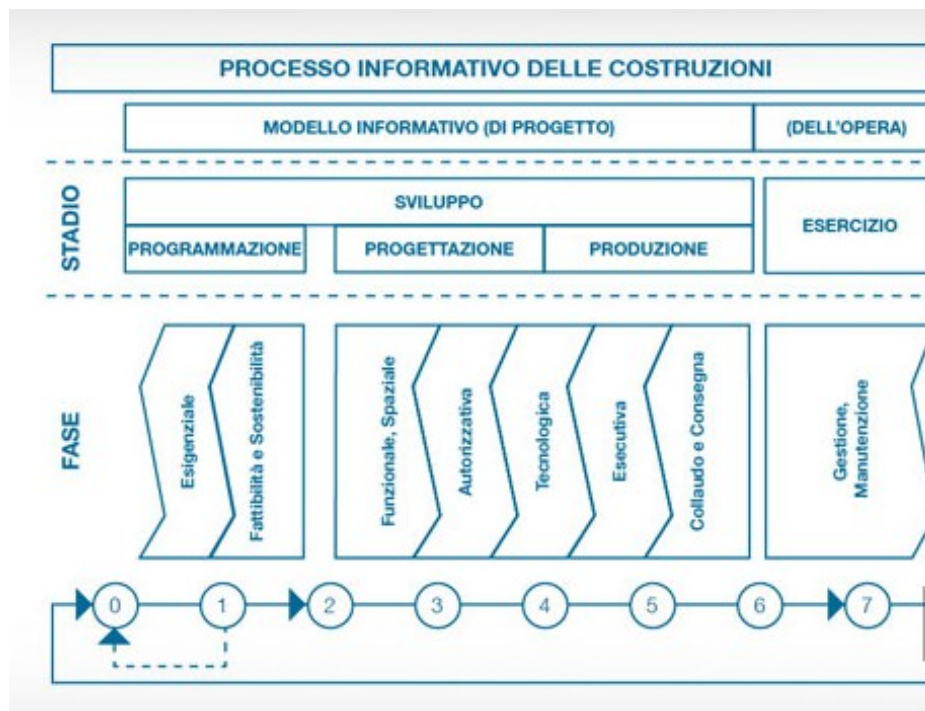 PROCESSO INFORMATIVO DELLE COSTRUZIONI
MODELLO INFORMATIVO (DI PROGETTO)
(DELL'OPERA)
STADIO
SVILUPPO
PROGRAMMAZIONE
PROGETTAZIONE
PRODUZIONE
ESERCIZIO
FASE
Esigenziale
Fattibilità e Sostenibilità
Funzionale, Spaziale
Autorizzativa
Tecnologica
Esecutiva
Collaudo e Consegna
Gestione,
Manutenzione
0
1
2
3
4
5
6
7